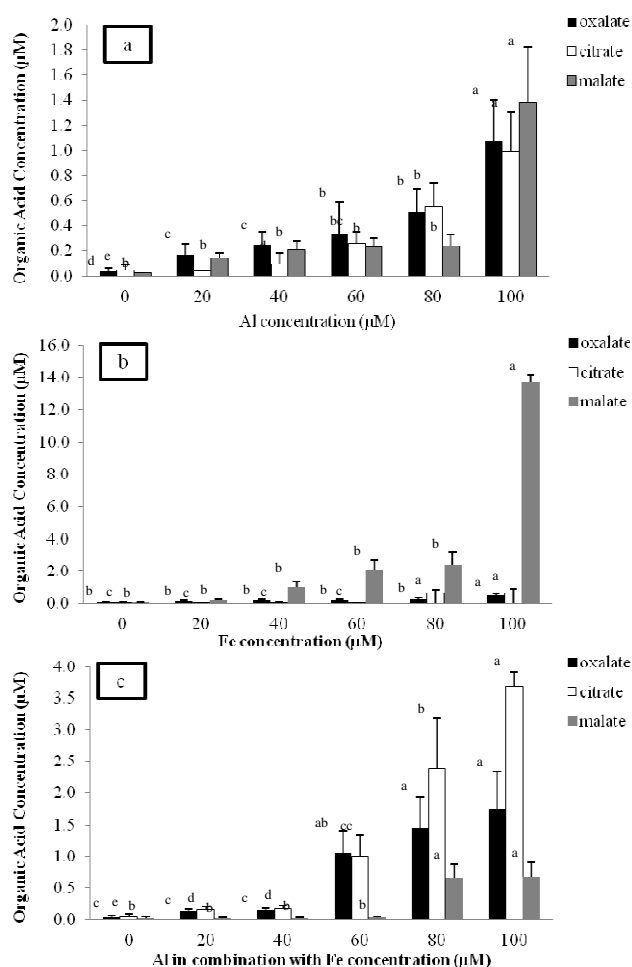 a
oxalate
citrate
malate
Organic Acid Concentration (µM)
2.0
1.8
1.6
1.4
1.2
1.0
0.8
0.6
0.4
0.2
0.0
d e b
c b
c b
b bc b
b b b
a a a
0 20 40 60 80 100
Al concentration (µM)
b
oxalate
citrate
malate
Organic Acid Concentration (µM)
16.0
14.0
12.0
10.0
8.0
6.0
4.0
2.0
0.0
b c b
b c b
b c b
b c b
b a b
a a a
0 20 40 60 80 100
Fe concentration (µM)
c
oxalate
citrate
malate
Organic Acid Concentration (µM)
4.0
3.5
3.0
2.5
2.0
1.5
1.0
0.5
0.0
c e c
c d b
c d b
ab cc b
a b a
a a a
0 20 40 60 80 100
Al in combination with Fe concentration (µM)